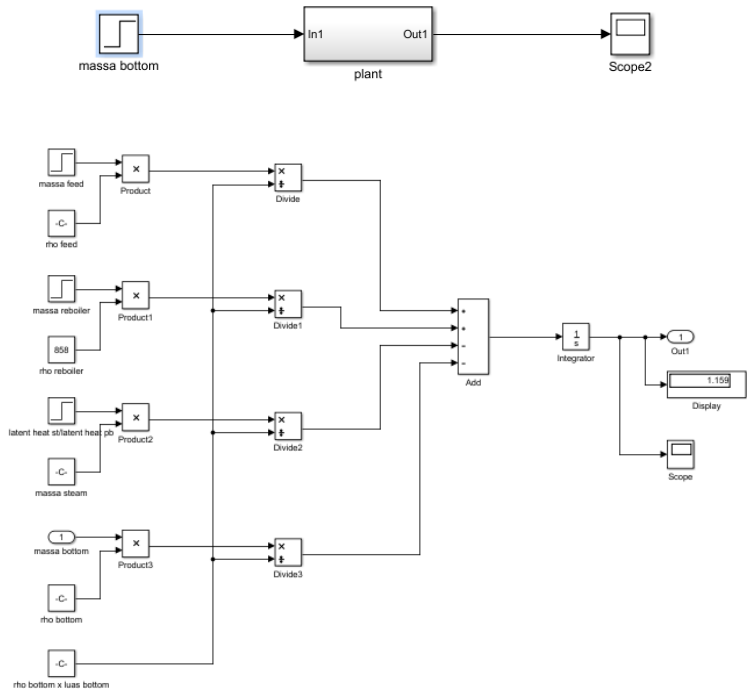 In1
Out1
massa bottom
plant
Scope2
massa feed
×
Product
×
÷
Divide
-C-
rho feed
massa reboiler
×
Product1
×
÷
Divide1
858
rho reboiler
latent heat st/latent heat pb
×
Product2
×
÷
Divide2
-C-
massa steam
1
massa bottom
×
Product3
×
÷
Divide3
-C-
rho bottom
-C-
rho bottom x luas bottom
+
+
−
−
Add
1
s
Integrator
1
Out1
1.159
Display
Scope